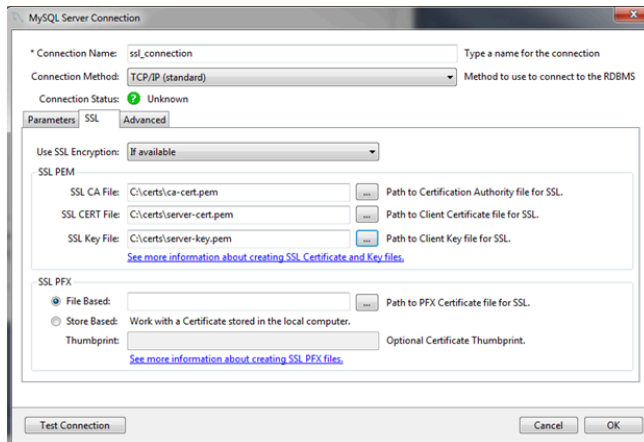 MySQL Server Connection
* Connection Name: ssl_connection Type a name for the connection
Connection Method: TCP/IP (standard) Method to use to connect to the RDBMS
Connection Status: ? Unknown
Parameters SSL Advanced
Use SSL Encryption: If available
SSL PEM
SSL CA File: C:\certs\ca-cert.pem ... Path to Certification Authority file for SSL.
SSL CERT File: C:\certs\server-cert.pem ... Path to Client Certificate file for SSL.
SSL Key File: C:\certs\server-key.pem ... Path to Client Key file for SSL.
See more information about creating SSL Certificate and Key files.
SSL PFX
File Based: ... Path to PFX Certificate file for SSL.
Store Based: Work with a Certificate stored in the local computer.
Thumbprint: Optional Certificate Thumbprint.
See more information about creating SSL PFX files.
Test Connection Cancel OK